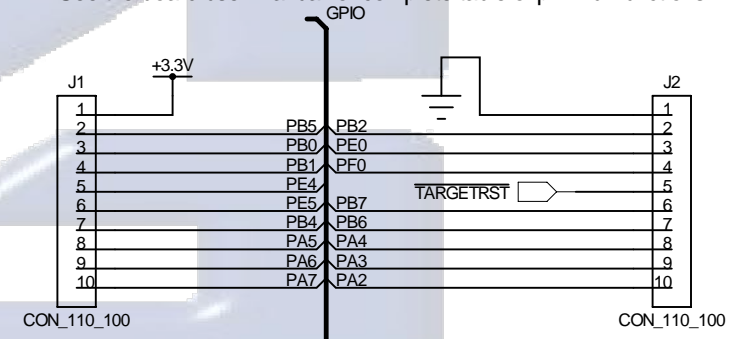 GPIO
+3.3V
J1
J2
1 1
2 PB5 PB2 2
3 PB0 PE0 3
4 PB1 PF0 4
5 PE4 TARGETRST 5
6 PE5 PB7 6
7 PB4 PB6 7
8 PA5 PA4 8
9 PA6 PA3 9
10 PA7 PA2 10
CON_110_100
CON_110_100